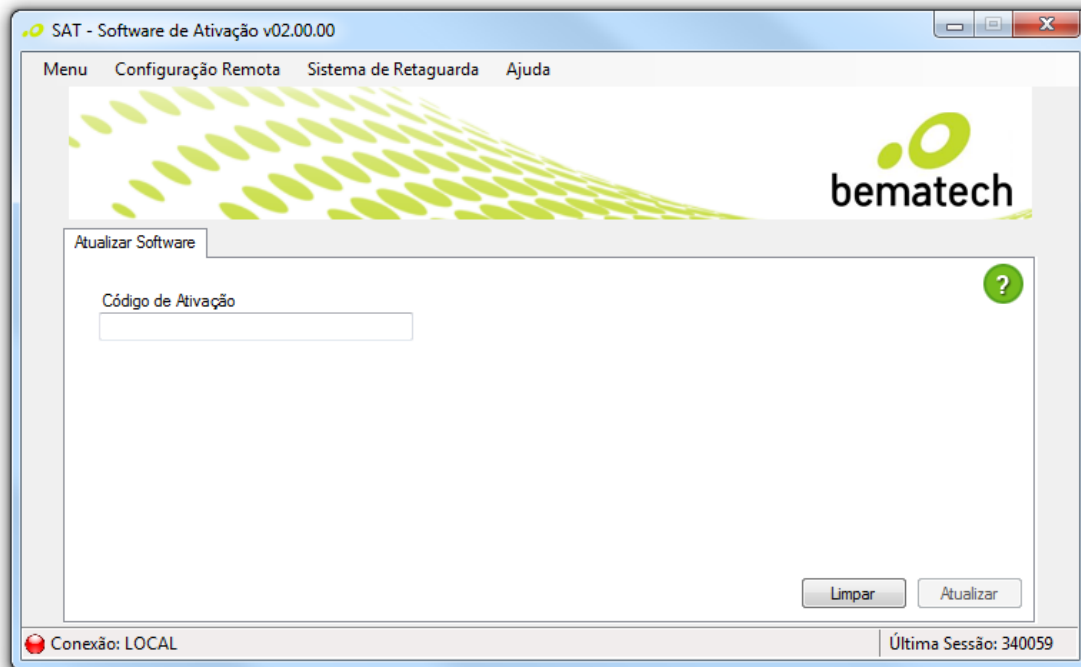 SAT - Software de Ativação v02.00.00
Menu Configuração Remota Sistema de Retaguarda Ajuda
bematech
Atualizar Software
?
Código de Ativação
Limpar Atualizar
Conexão: LOCAL Última Sessão: 340059